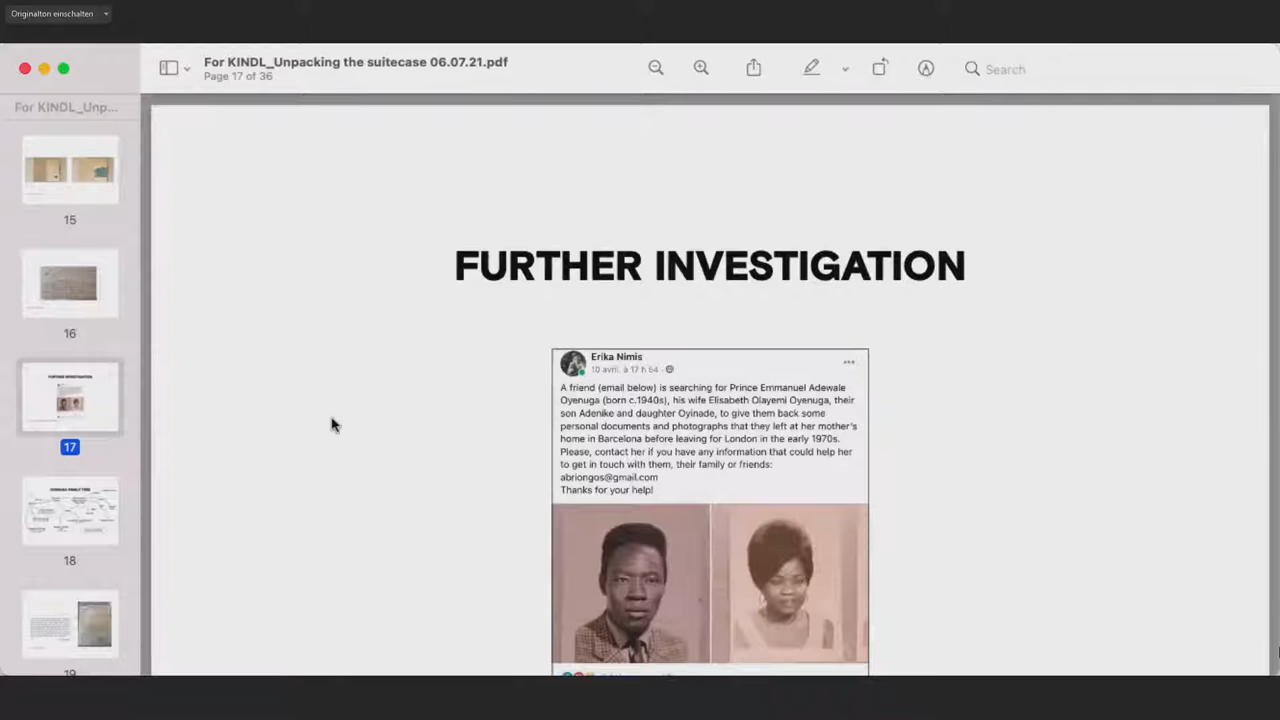 Originalton einschalten
For KINDL_Unpacking the suitcase 06.07.21.pdf
Page 17 of 36
Search
For KINDL_Unp...
15
16
17
18
19
FURTHER INVESTIGATION
Erika Nimis
10 avril, à 17 h 54
A friend (email below) is searching for Prince Emmanuel Adewale
Oyenuga (born c.1940s), his wife Elisabeth Olayemi Oyenuga, their
son Adenike and daughter Oyinade, to give them back some
personal documents and photographs that they left at her mother's
home in Barcelona before leaving for London in the early 1970s.
Please, contact her if you have any information that could help her
to get in touch with them, their family or friends:
abriongos@gmail.com
Thanks for your help!